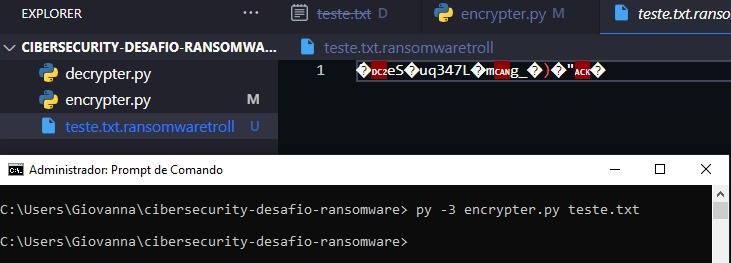 EXPLORER
teste.txt
encrypter.py M
teste.txt.ranso
CIBERSECURITY-DESAFIO-RANSOMWA...
teste.txt.ransomwaretroll
decrypter.py
1 �DC2eS�uq347L�mCANg_�)�"ACK�
encrypter.py M
teste.txt.ransomwaretroll U
Administrador: Prompt de Comando
C:\Users\Giovanna\cibersecurity-desafio-ransomware> py -3 encrypter.py teste.txt
C:\Users\Giovanna\cibersecurity-desafio-ransomware>